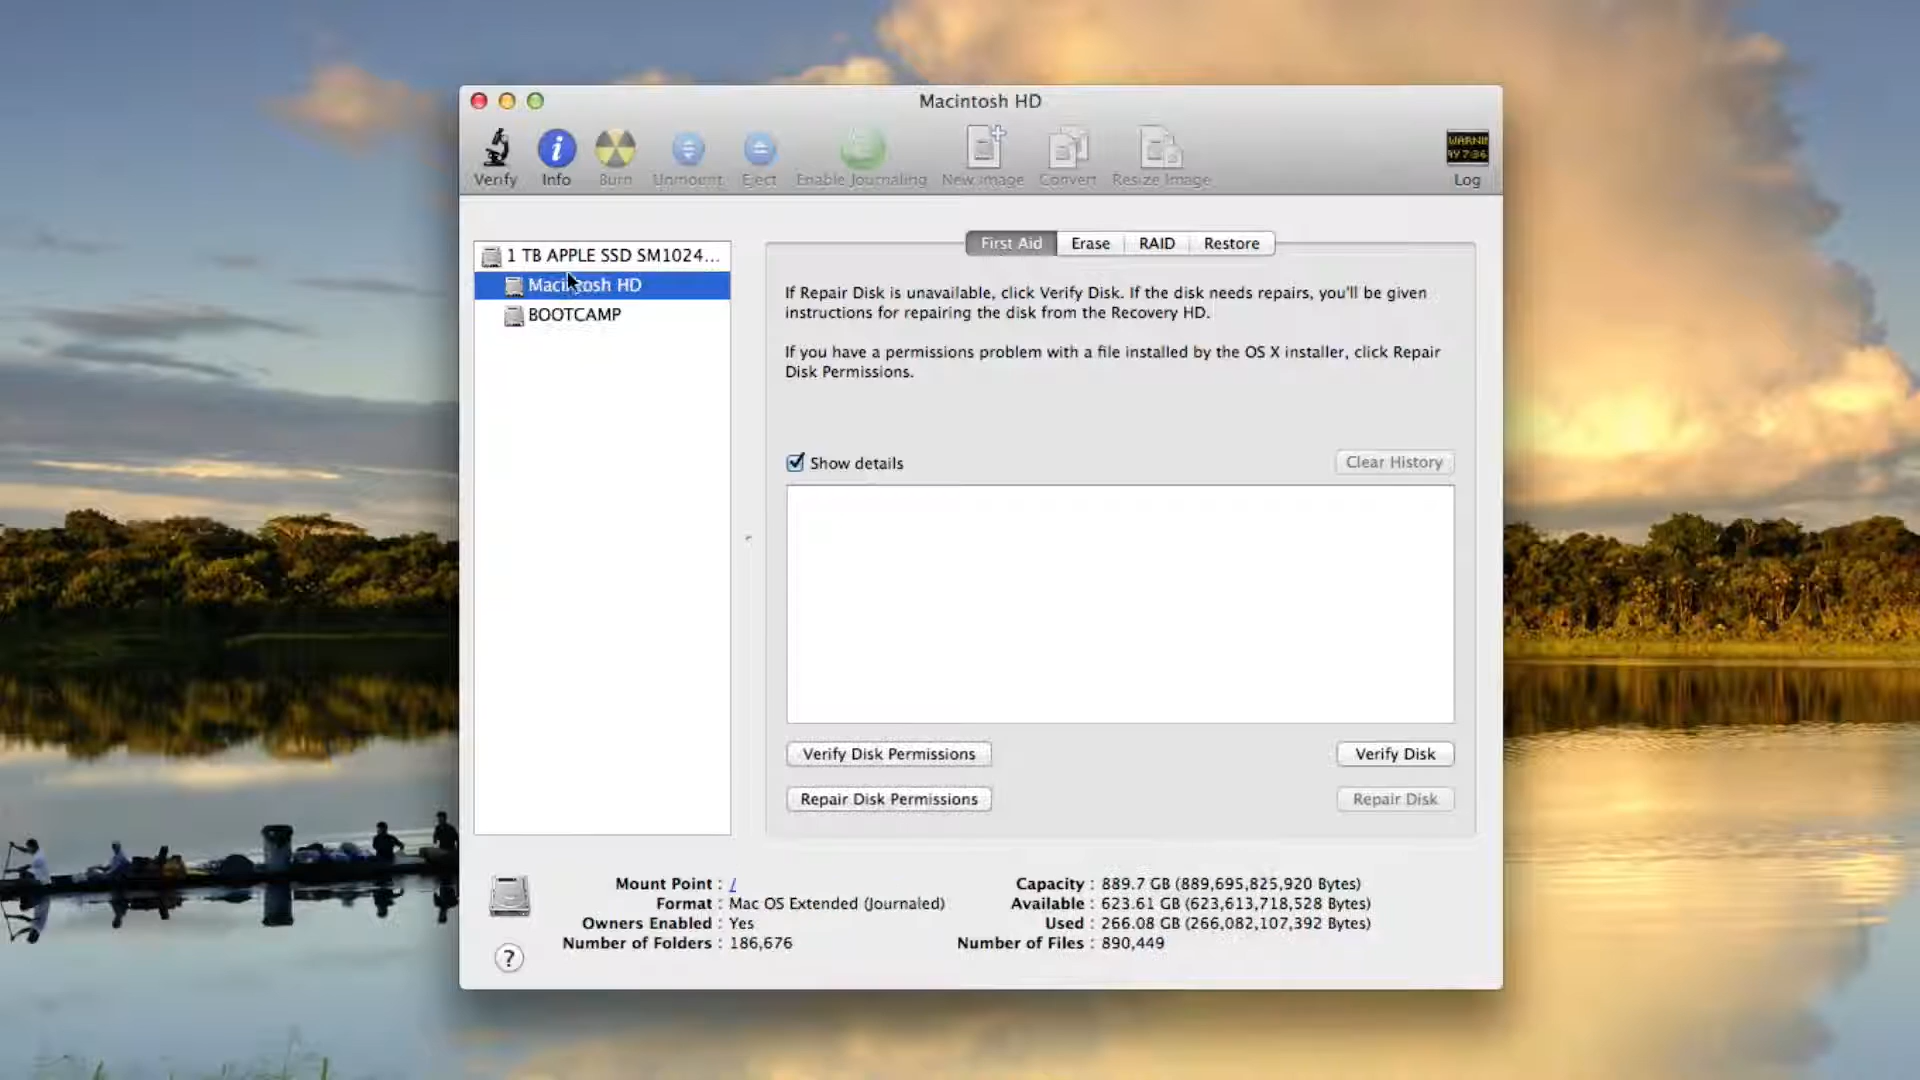 Macintosh HD
Verify
Info
Burn
Unmount
Eject
Enable Journaling
New Image
Convert
Resize Image
WARNIN
AY 7:36
Log
1 TB APPLE SSD SM1024...
Macintosh HD
BOOTCAMP
First Aid
Erase
RAID
Restore
If Repair Disk is unavailable, click Verify Disk. If the disk needs repairs, you'll be given
instructions for repairing the disk from the Recovery HD.
If you have a permissions problem with a file installed by the OS X installer, click Repair
Disk Permissions.
Show details
Clear History
Verify Disk Permissions
Verify Disk
Repair Disk Permissions
Repair Disk
Mount Point : /
Format : Mac OS Extended (Journaled)
Owners Enabled : Yes
Number of Folders : 186,676
Capacity : 889.7 GB (889,695,825,920 Bytes)
Available : 623.61 GB (623,613,718,528 Bytes)
Used : 266.08 GB (266,082,107,392 Bytes)
Number of Files : 890,449
?